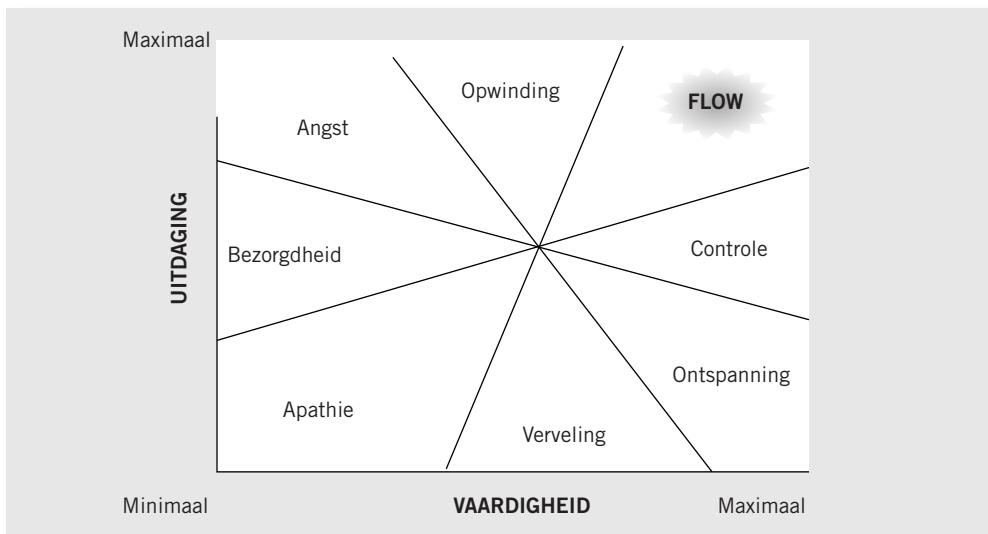 Maximaal
Opwinding
FLOW
Angst
UITDAGING
Bezorgdheid
Controle
Ontspanning
Apathie
Verveling
Minimaal
VAARDIGHEID
Maximaal